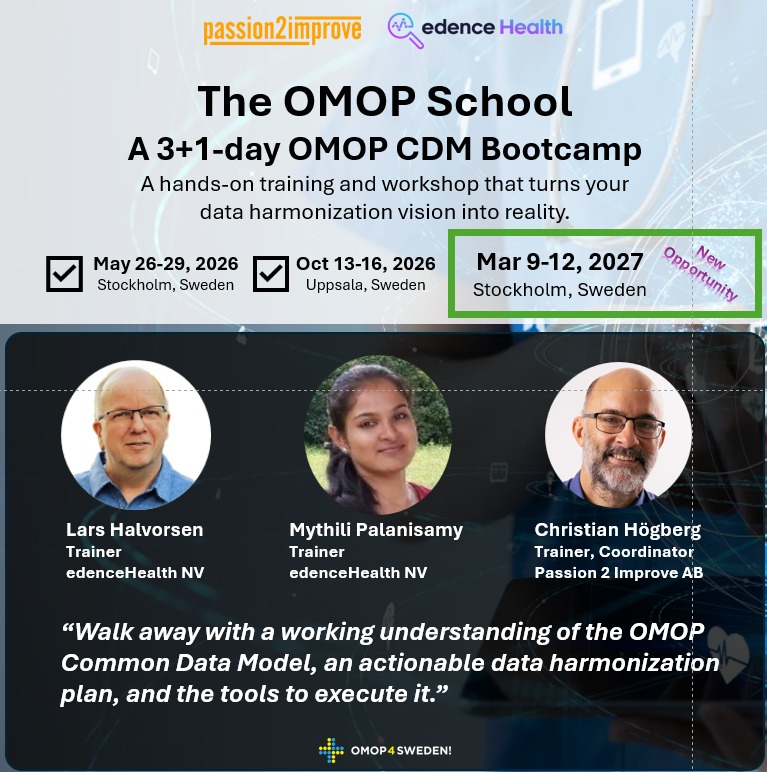 passion2improve
edence Health
The OMOP School
A 3+1-day OMOP CDM Bootcamp
A hands-on training and workshop that turns your
data harmonization vision into reality.
May 26-29, 2026
Stockholm, Sweden
Oct 13-16, 2026
Uppsala, Sweden
Mar 9-12, 2027
Stockholm, Sweden
New
Opportunity
Lars Halvorsen
Trainer
edenceHealth NV
Mythili Palanisamy
Trainer
edenceHealth NV
Christian Högberg
Trainer, Coordinator
Passion 2 Improve AB
“Walk away with a working understanding of the OMOP
Common Data Model, an actionable data harmonization
plan, and the tools to execute it.”
OMOP4SWEDEN!